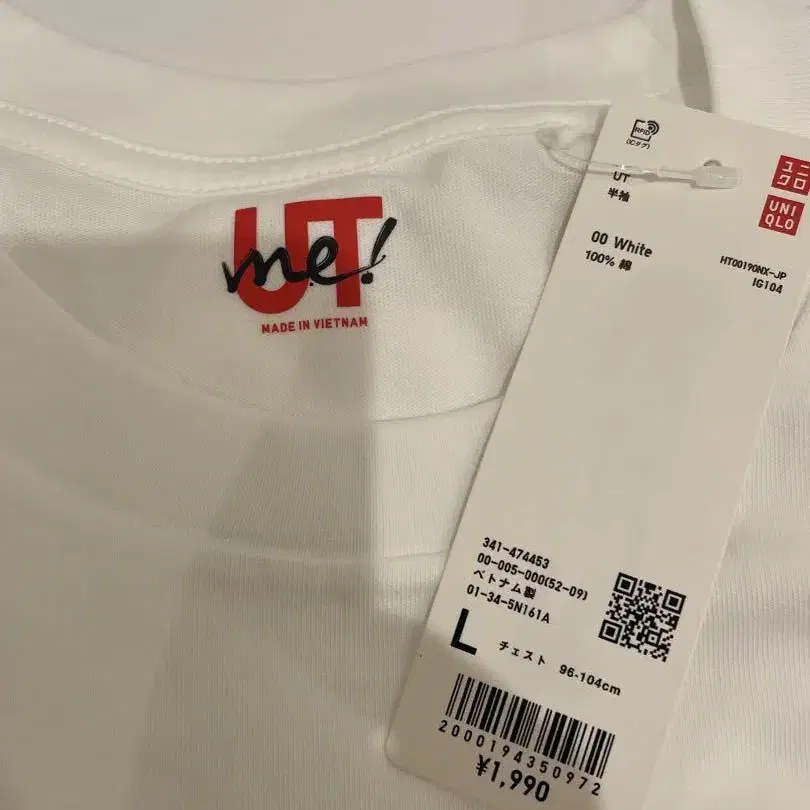 UT
me!
MADE IN VIETNAM
RFID
(ICタグ)
ユニ
クロ
UNI
QLO
UT
半袖
00 White
100% 綿
HT00190NX-JP
IG104
341-474453
00-005-000(52-09)
ベトナム製
01-34-5N161A
L チェスト 96-104cm
2000194350972
¥1,990